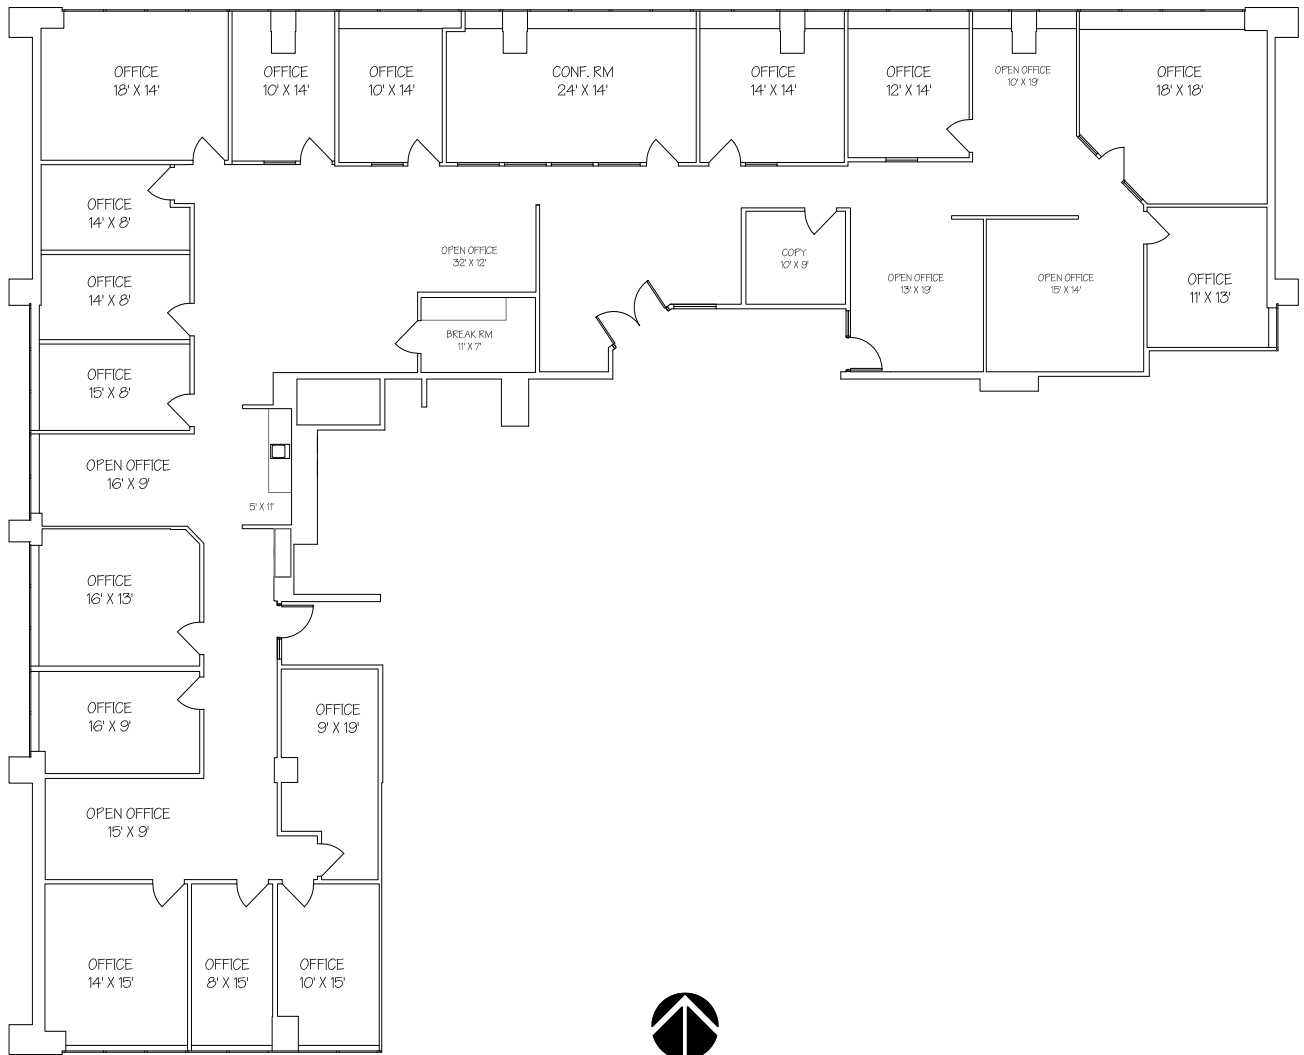 OFFICE
18' X 14'
OFFICE
10' X 14'
OFFICE
10' X 14'
CONF. RM
24' X 14'
OFFICE
14' X 14'
OFFICE
12' X 14'
OPEN OFFICE
10' X 19'
OFFICE
18' X 18'
OFFICE
14' X 8'
OPEN OFFICE
32' X 12'
COPY
10' X 9'
OPEN OFFICE
13' X 19'
OPEN OFFICE
15' X 14'
OFFICE
11' X 13'
OFFICE
14' X 8'
BREAK RM
11' X 7'
OFFICE
15' X 8'
OPEN OFFICE
16' X 9'
5' X 11'
OFFICE
16' X 13'
OFFICE
16' X 9'
OFFICE
9' X 19'
OPEN OFFICE
15' X 9'
OFFICE
14' X 15'
OFFICE
8' X 15'
OFFICE
10' X 15'